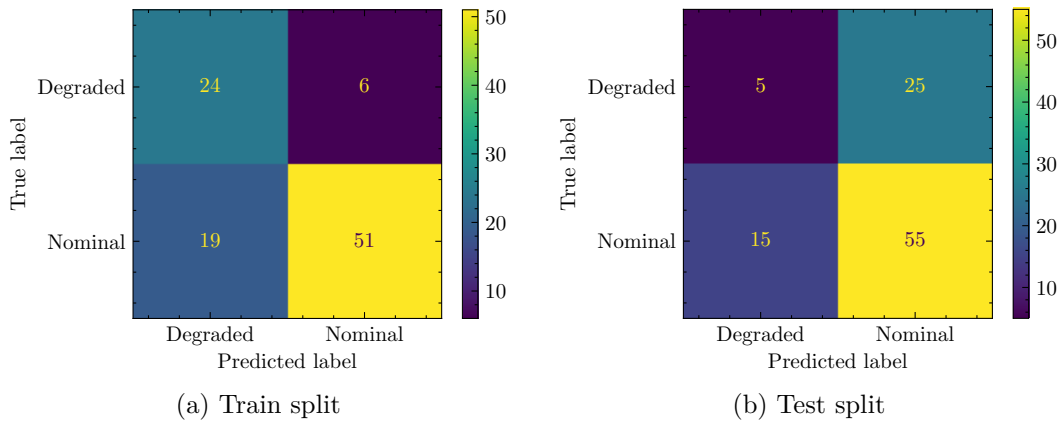 50
40
30
20
10
Degraded
24
6
Nominal
19
51
True label
Degraded
Nominal
Predicted label
(a) Train split
50
40
30
20
10
Degraded
5
25
Nominal
15
55
True label
Degraded
Nominal
Predicted label
(b) Test split